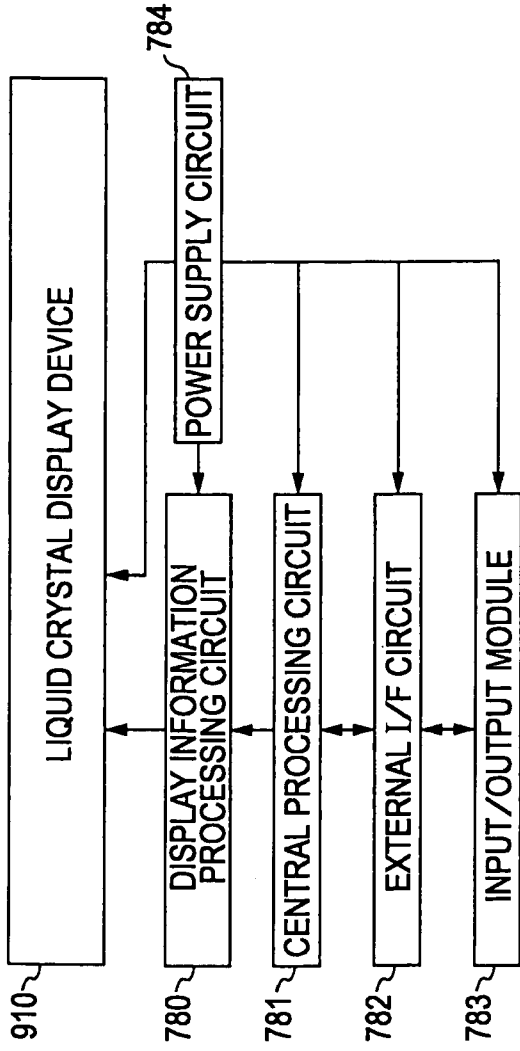 910
LIQUID CRYSTAL DISPLAY DEVICE
784
780
DISPLAY INFORMATION
PROCESSING CIRCUIT
POWER SUPPLY CIRCUIT
781
CENTRAL PROCESSING CIRCUIT
782
EXTERNAL I/F CIRCUIT
783
INPUT/OUTPUT MODULE